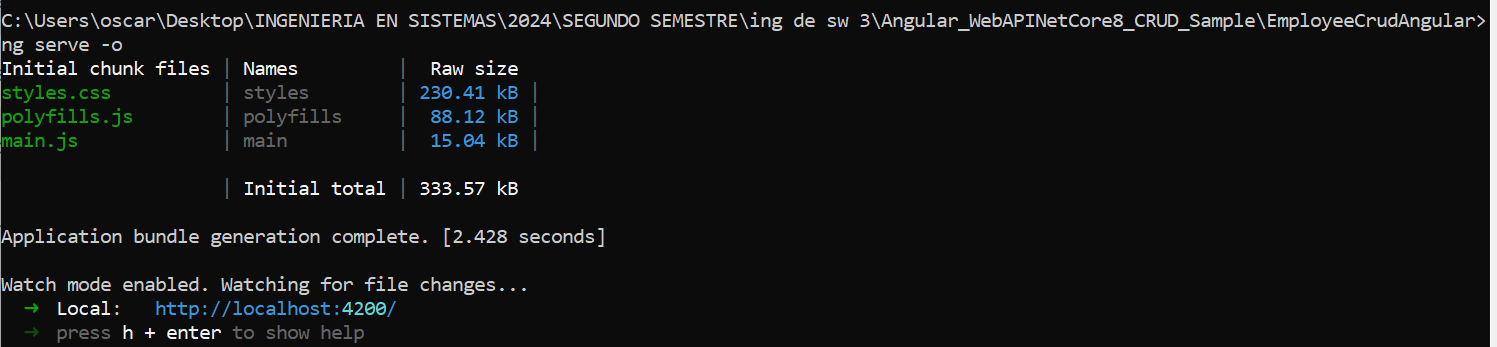 C:\Users\oscar\Desktop\INGENIERIA EN SISTEMAS\2024\SEGUNDO SEMESTRE\ing de sw 3\Angular_WebAPINetCore8_CRUD_Sample\EmployeeCrudAngular>
ng serve -o
Initial chunk files | Names         |  Raw size
styles.css          | styles        | 230.41 kB |
polyfills.js        | polyfills     |  88.12 kB |
main.js             | main          |  15.04 kB |
                    | Initial total | 333.57 kB
Application bundle generation complete. [2.428 seconds]
Watch mode enabled. Watching for file changes...
  ➜  Local:   http://localhost:4200/
  ➜  press h + enter to show help